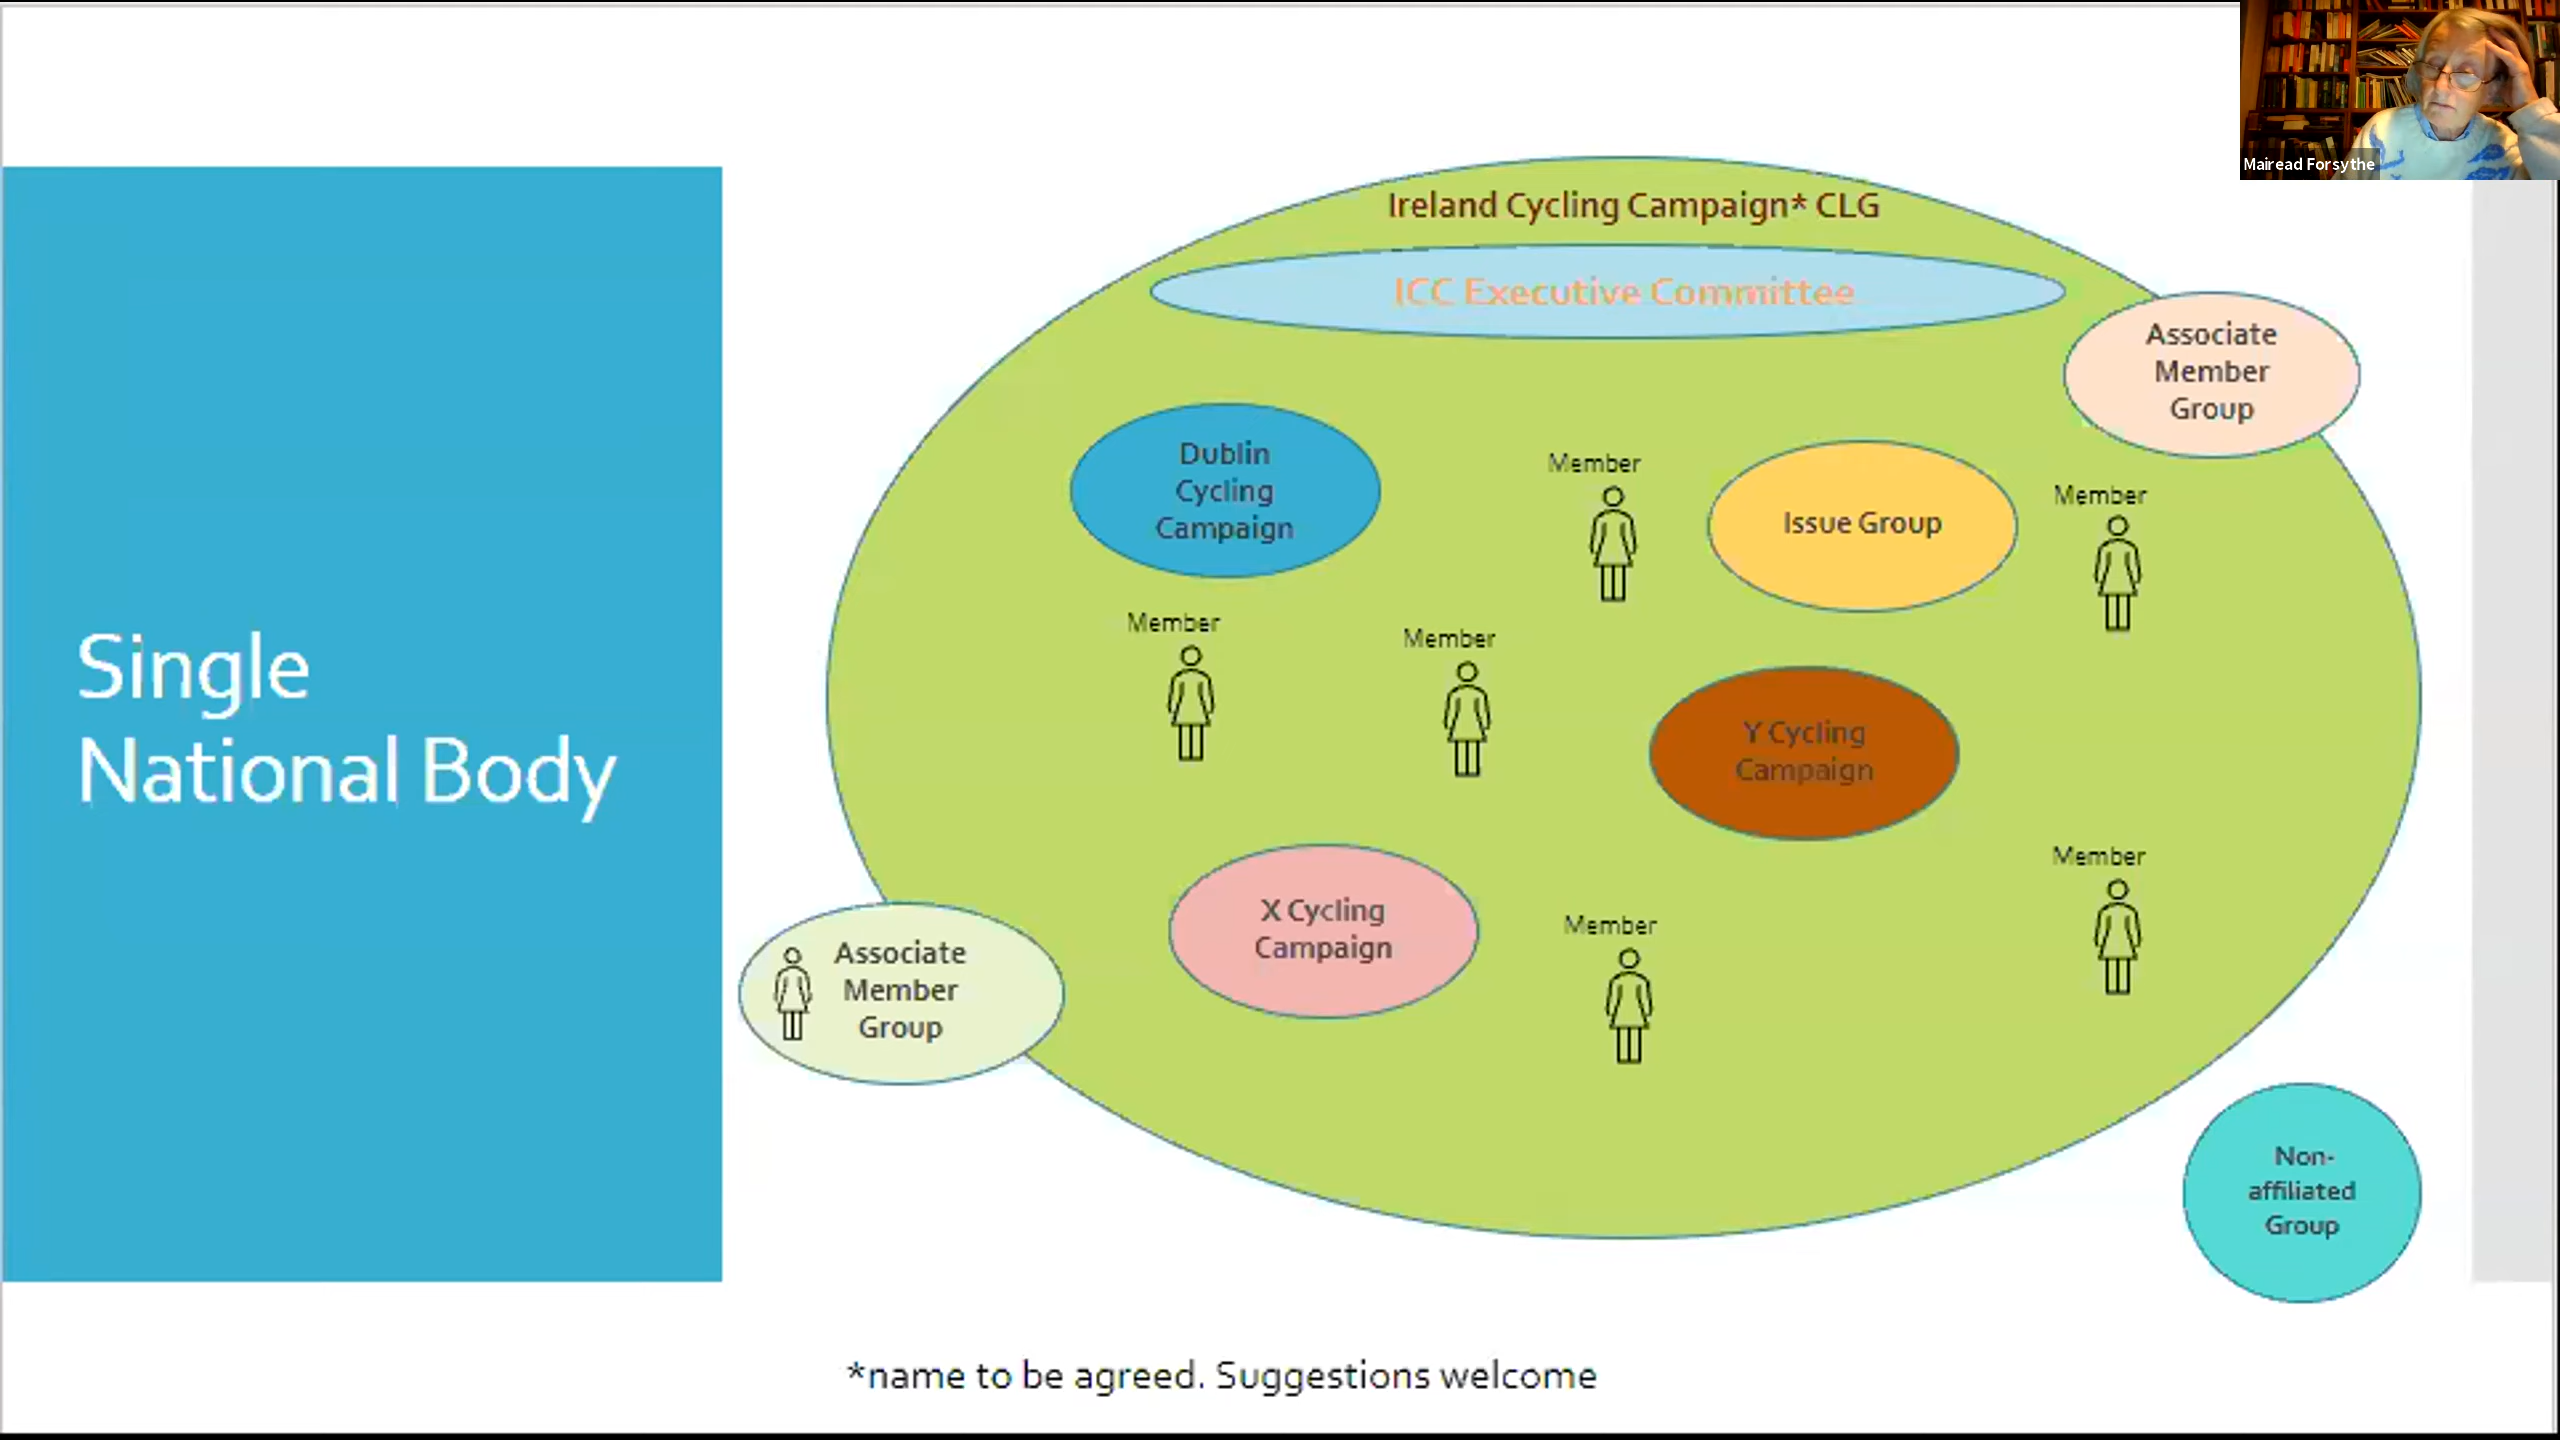 Mairead Forsythe
Single
National Body
Ireland Cycling Campaign* CLG
ICC Executive Committee
Associate
Member
Group
Dublin
Cycling
Campaign
Member
Issue Group
Member
Member
Member
Y Cycling
Campaign
X Cycling
Campaign
Member
Member
Associate
Member
Group
Non-
affiliated
Group
*name to be agreed. Suggestions welcome